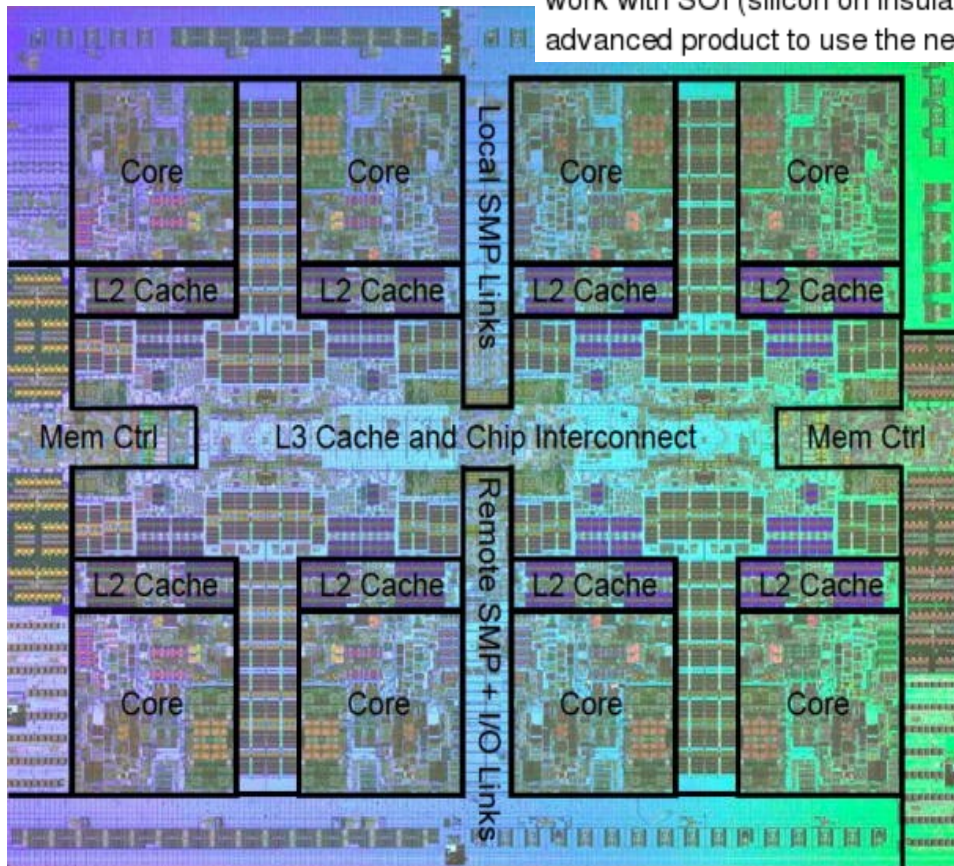 work with SOI (silicon on insula
advanced product to use the ne
Core
Core
Core
Core
Local SMP Links
L2 Cache
L2 Cache
L2 Cache
L2 Cache
Mem Ctrl
L3 Cache and Chip Interconnect
Mem Ctrl
Remote SMP + I/O Links
L2 Cache
L2 Cache
L2 Cache
L2 Cache
Core
Core
Core
Core